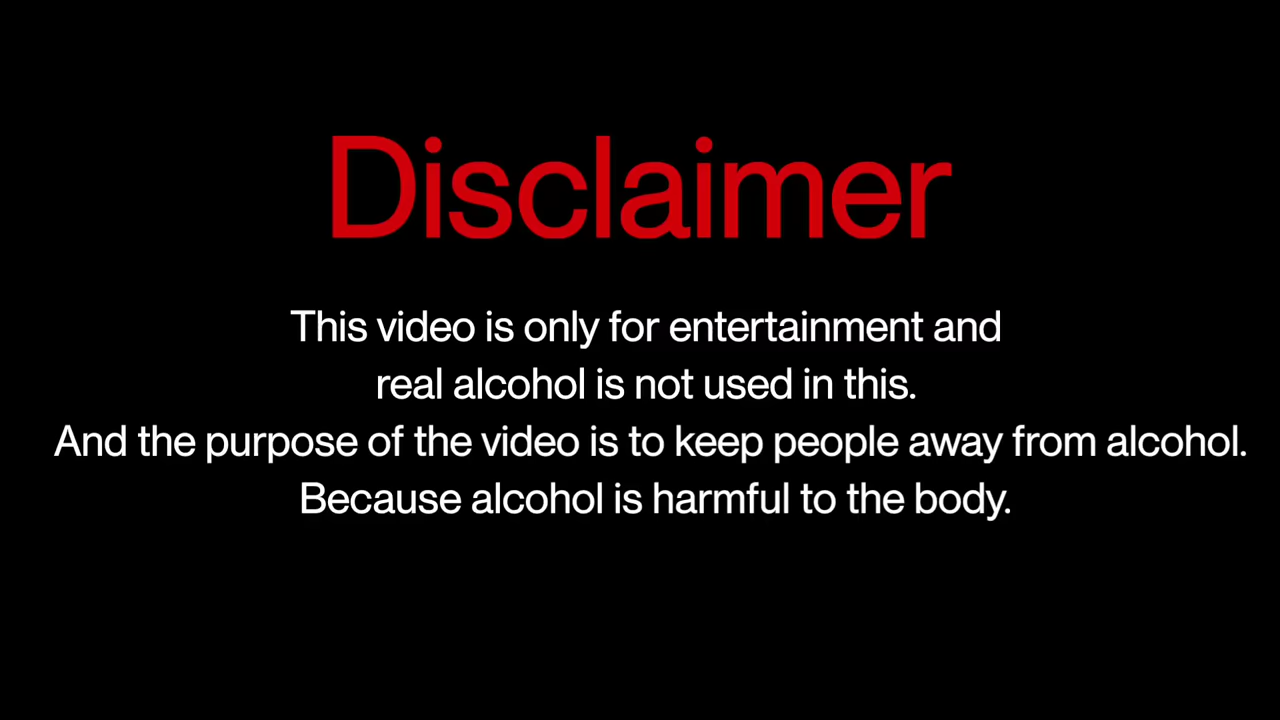 Disclaimer
This video is only for entertainment and
real alcohol is not used in this.
And the purpose of the video is to keep people away from alcohol.
Because alcohol is harmful to the body.